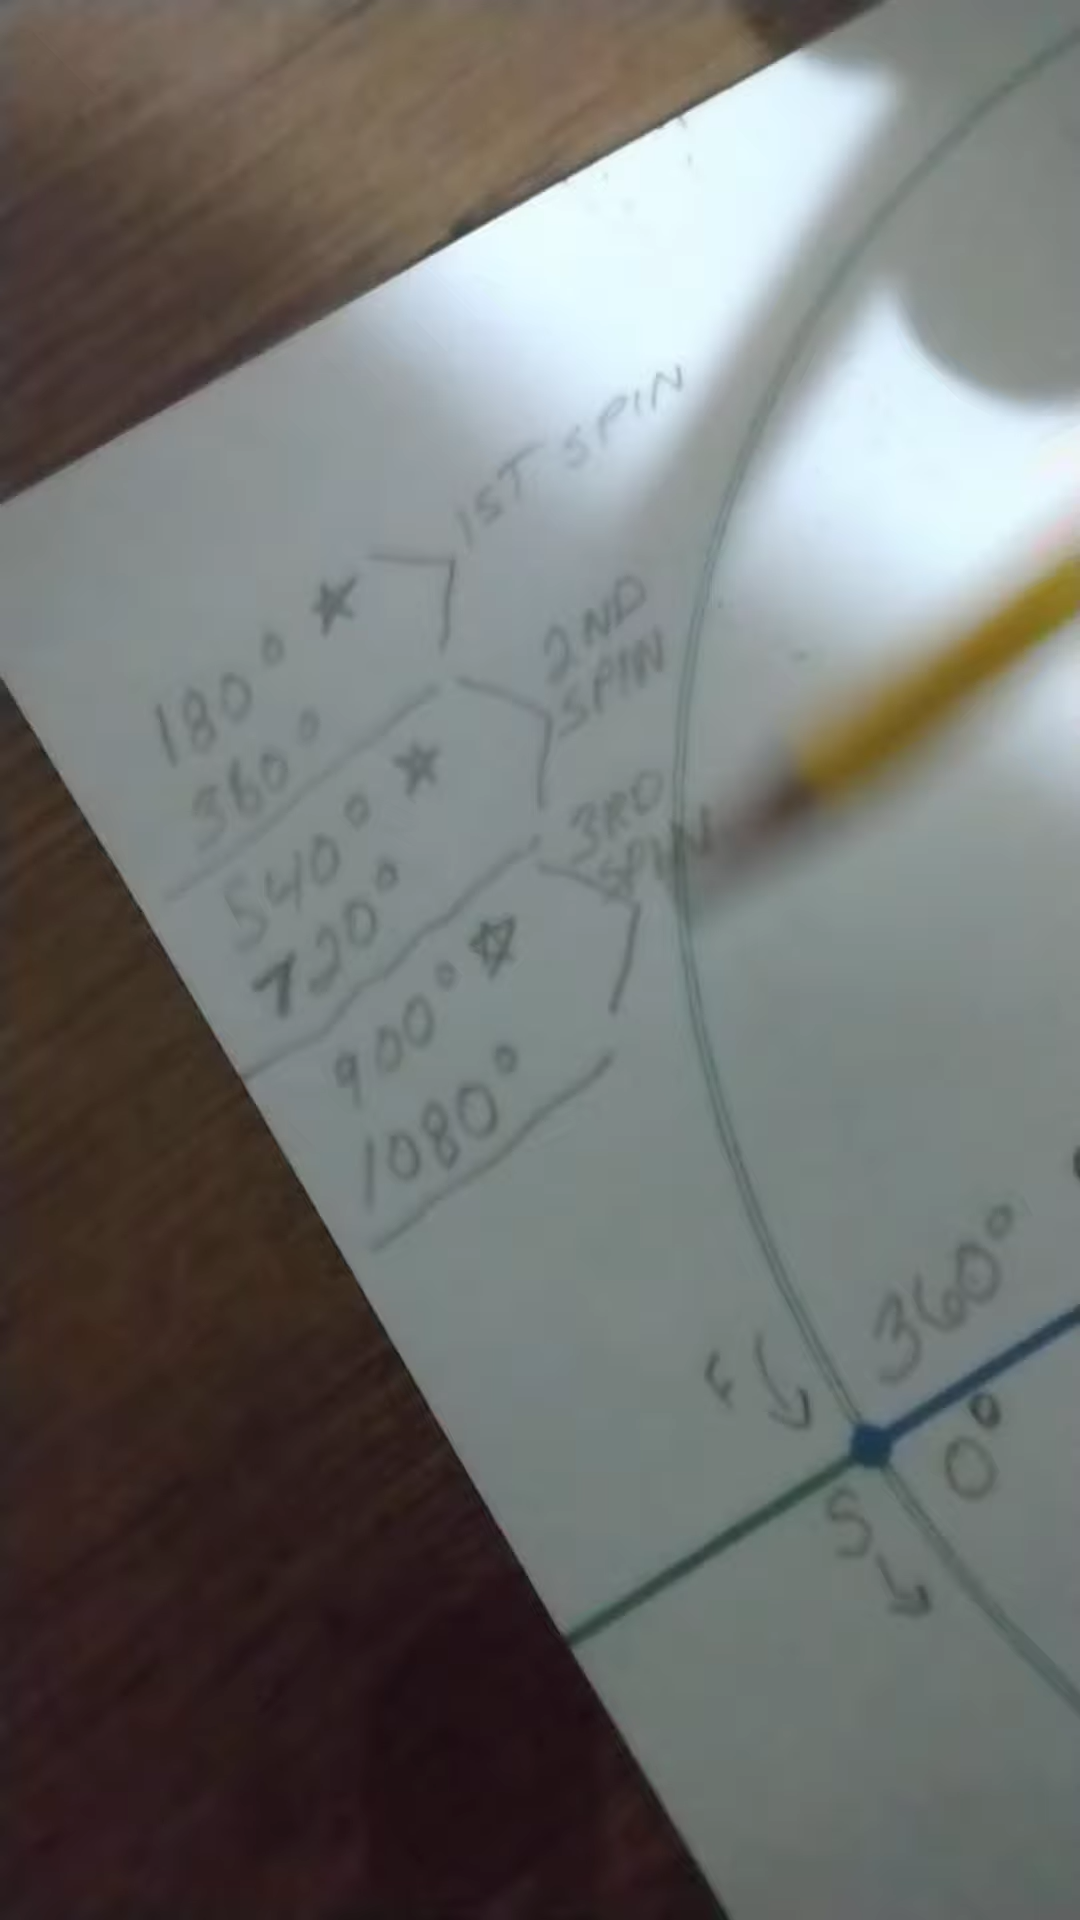 1ST SPIN
180° ☆
360°
2ND
SPIN
540° ☆
720°
3RD
SPIN
900° ☆
1080°
360°
F
0°
S